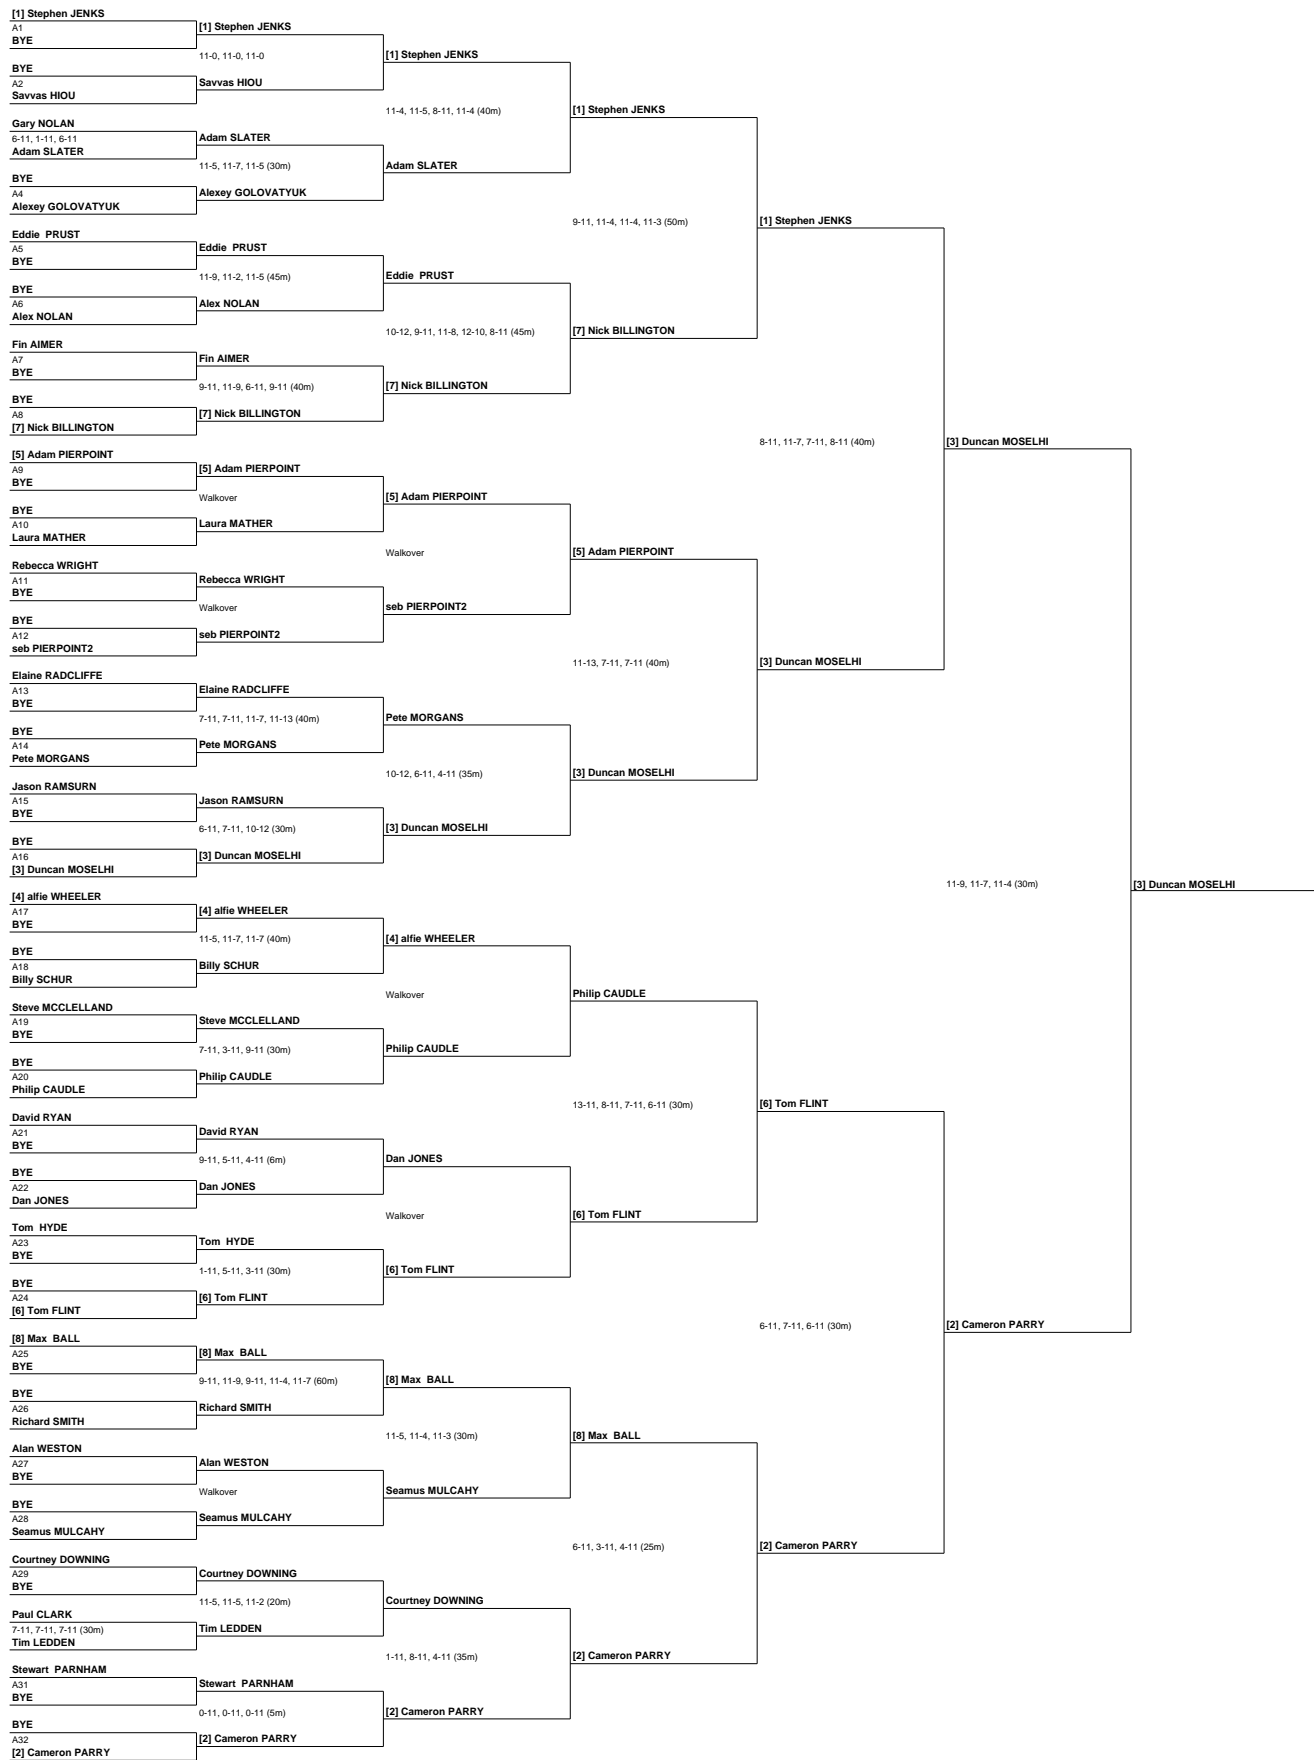 [1] Stephen JENKS
A1
[1] Stephen JENKS
BYE
11-0, 11-0, 11-0
[1] Stephen JENKS
BYE
A2
Savvas HIOU
Savvas HIOU
11-4, 11-5, 8-11, 11-4 (40m)
[1] Stephen JENKS
Gary NOLAN
6-11, 1-11, 6-11
Adam SLATER
Adam SLATER
11-5, 11-7, 11-5 (30m)
Adam SLATER
BYE
A4
Alexey GOLOVATYUK
Alexey GOLOVATYUK
9-11, 11-4, 11-4, 11-3 (50m)
[1] Stephen JENKS
Eddie PRUST
A5
Eddie PRUST
BYE
11-9, 11-2, 11-5 (45m)
Eddie PRUST
BYE
A6
Alex NOLAN
Alex NOLAN
10-12, 9-11, 11-8, 12-10, 8-11 (45m)
[7] Nick BILLINGTON
Fin AIMER
A7
Fin AIMER
BYE
9-11, 11-9, 6-11, 9-11 (40m)
[7] Nick BILLINGTON
BYE
A8
[7] Nick BILLINGTON
[7] Nick BILLINGTON
8-11, 11-7, 7-11, 8-11 (40m)
[3] Duncan MOSELHI
[5] Adam PIERPOINT
A9
[5] Adam PIERPOINT
BYE
Walkover
[5] Adam PIERPOINT
BYE
A10
Laura MATHER
Laura MATHER
Walkover
[5] Adam PIERPOINT
Rebecca WRIGHT
A11
Rebecca WRIGHT
BYE
Walkover
seb PIERPOINT2
BYE
A12
seb PIERPOINT2
seb PIERPOINT2
11-13, 7-11, 7-11 (40m)
[3] Duncan MOSELHI
Elaine RADCLIFFE
A13
Elaine RADCLIFFE
BYE
7-11, 7-11, 11-7, 11-13 (40m)
Pete MORGANS
BYE
A14
Pete MORGANS
Pete MORGANS
10-12, 6-11, 4-11 (35m)
[3] Duncan MOSELHI
Jason RAMSURN
A15
Jason RAMSURN
BYE
6-11, 7-11, 10-12 (30m)
[3] Duncan MOSELHI
BYE
A16
[3] Duncan MOSELHI
[3] Duncan MOSELHI
11-9, 11-7, 11-4 (30m)
[3] Duncan MOSELHI
[4] alfie WHEELER
A17
[4] alfie WHEELER
BYE
11-5, 11-7, 11-7 (40m)
[4] alfie WHEELER
BYE
A18
Billy SCHUR
Billy SCHUR
Walkover
Philip CAUDLE
Steve MCCLELLAND
A19
Steve MCCLELLAND
BYE
7-11, 3-11, 9-11 (30m)
Philip CAUDLE
BYE
A20
Philip CAUDLE
Philip CAUDLE
13-11, 8-11, 7-11, 6-11 (30m)
[6] Tom FLINT
David RYAN
A21
David RYAN
BYE
9-11, 5-11, 4-11 (6m)
Dan JONES
BYE
A22
Dan JONES
Dan JONES
Walkover
[6] Tom FLINT
Tom HYDE
A23
Tom HYDE
BYE
1-11, 5-11, 3-11 (30m)
[6] Tom FLINT
BYE
A24
[6] Tom FLINT
[6] Tom FLINT
6-11, 7-11, 6-11 (30m)
[2] Cameron PARRY
[8] Max BALL
A25
[8] Max BALL
BYE
9-11, 11-9, 9-11, 11-4, 11-7 (60m)
[8] Max BALL
BYE
A26
Richard SMITH
Richard SMITH
11-5, 11-4, 11-3 (30m)
[8] Max BALL
Alan WESTON
A27
Alan WESTON
BYE
Walkover
Seamus MULCAHY
BYE
A28
Seamus MULCAHY
Seamus MULCAHY
6-11, 3-11, 4-11 (25m)
[2] Cameron PARRY
Courtney DOWNING
A29
Courtney DOWNING
BYE
11-5, 11-5, 11-2 (20m)
Courtney DOWNING
Paul CLARK
7-11, 7-11, 7-11 (30m)
Tim LEDDEN
Tim LEDDEN
1-11, 8-11, 4-11 (35m)
[2] Cameron PARRY
Stewart PARNHAM
A31
Stewart PARNHAM
BYE
0-11, 0-11, 0-11 (5m)
[2] Cameron PARRY
BYE
A32
[2] Cameron PARRY
[2] Cameron PARRY